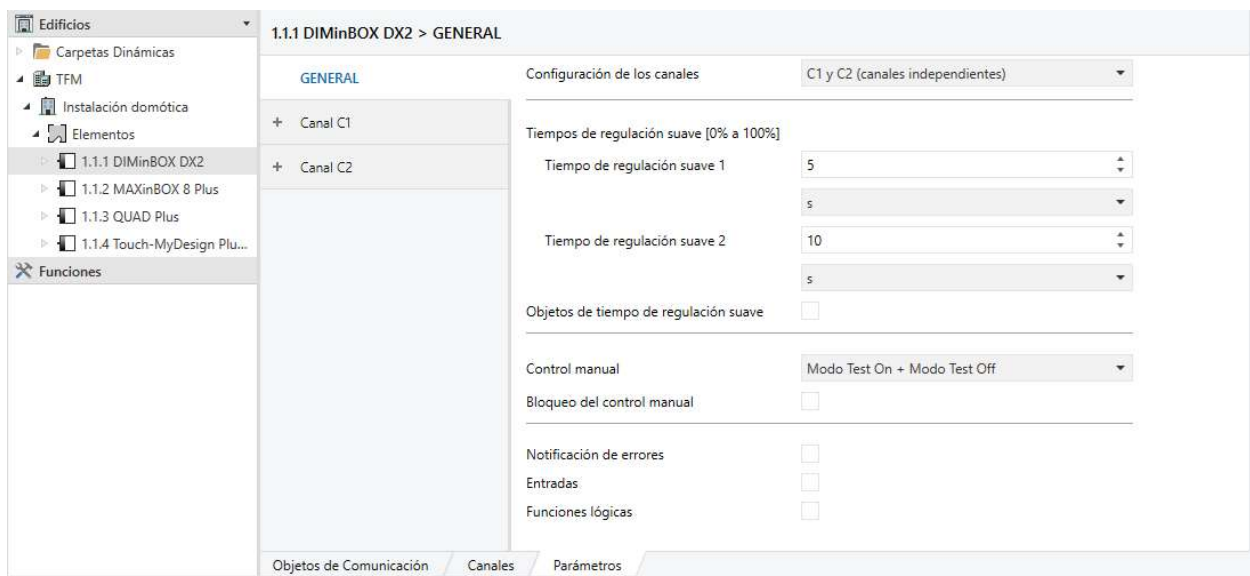 Edificios
Carpetas Dinámicas
TFM
Instalación domótica
Elementos
1.1.1 DIMinBOX DX2
1.1.2 MAXinBOX 8 Plus
1.1.3 QUAD Plus
1.1.4 Touch-MyDesign Plu...
Funciones
1.1.1 DIMinBOX DX2 > GENERAL
GENERAL
+ Canal C1
+ Canal C2
Configuración de los canales C1 y C2 (canales independientes)
Tiempos de regulación suave [0% a 100%]
Tiempo de regulación suave 1 5
s
Tiempo de regulación suave 2 10
s
Objetos de tiempo de regulación suave
Control manual Modo Test On + Modo Test Off
Bloqueo del control manual
Notificación de errores
Entradas
Funciones lógicas
Objetos de Comunicación Canales Parámetros